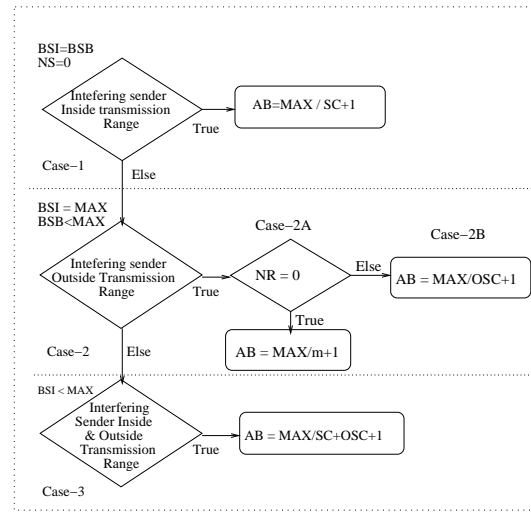 BSI=BSB
NS=0
Intefering sender
Inside transmission
Range
True
AB=MAX / SC+1
Case−1
Else
BSI = MAX
BSB<MAX
Intefering sender
Outside Transmission
Range
True
Case−2A
NR = 0
Else
Case−2B
AB = MAX/OSC+1
True
AB = MAX/m+1
Case−2
Else
BSI < MAX
Interfering
Sender Inside
& Outside
Transmission
Range
True
AB = MAX/SC+OSC+1
Case−3